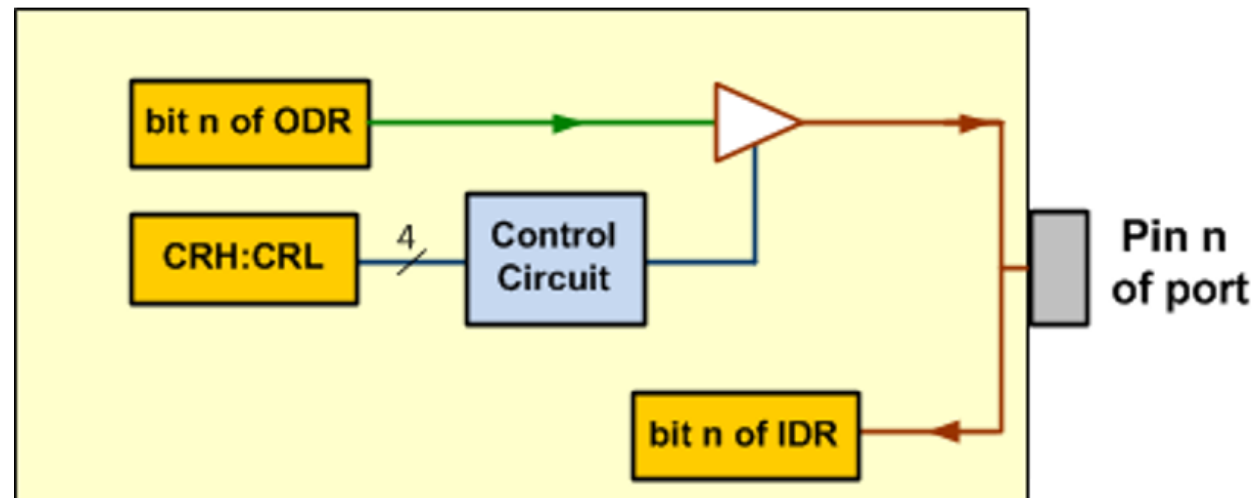 bit n of ODR
CRH:CRL
4
Control
Circuit
Pin n
of port
bit n of IDR